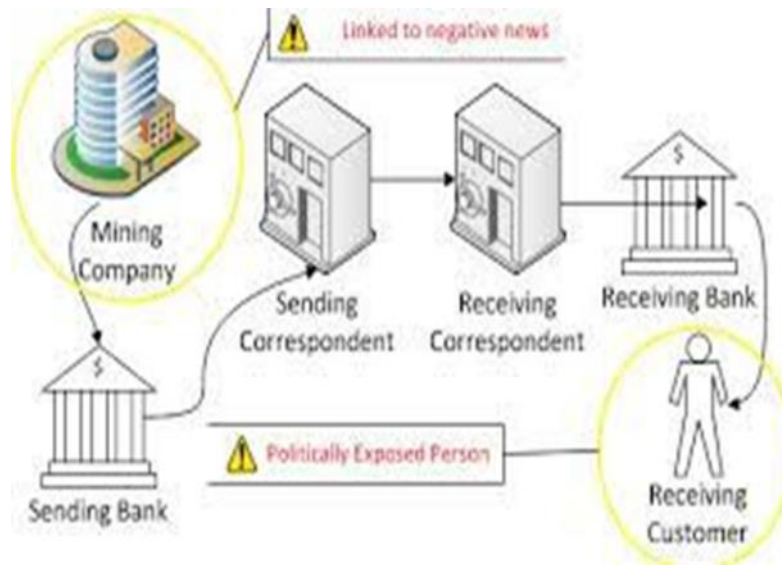 Linked to negative news
$
Mining
Company
Sending
Correspondent
Receiving
Correspondent
Receiving Bank
$
Sending Bank
Politically Exposed Person
Receiving
Customer